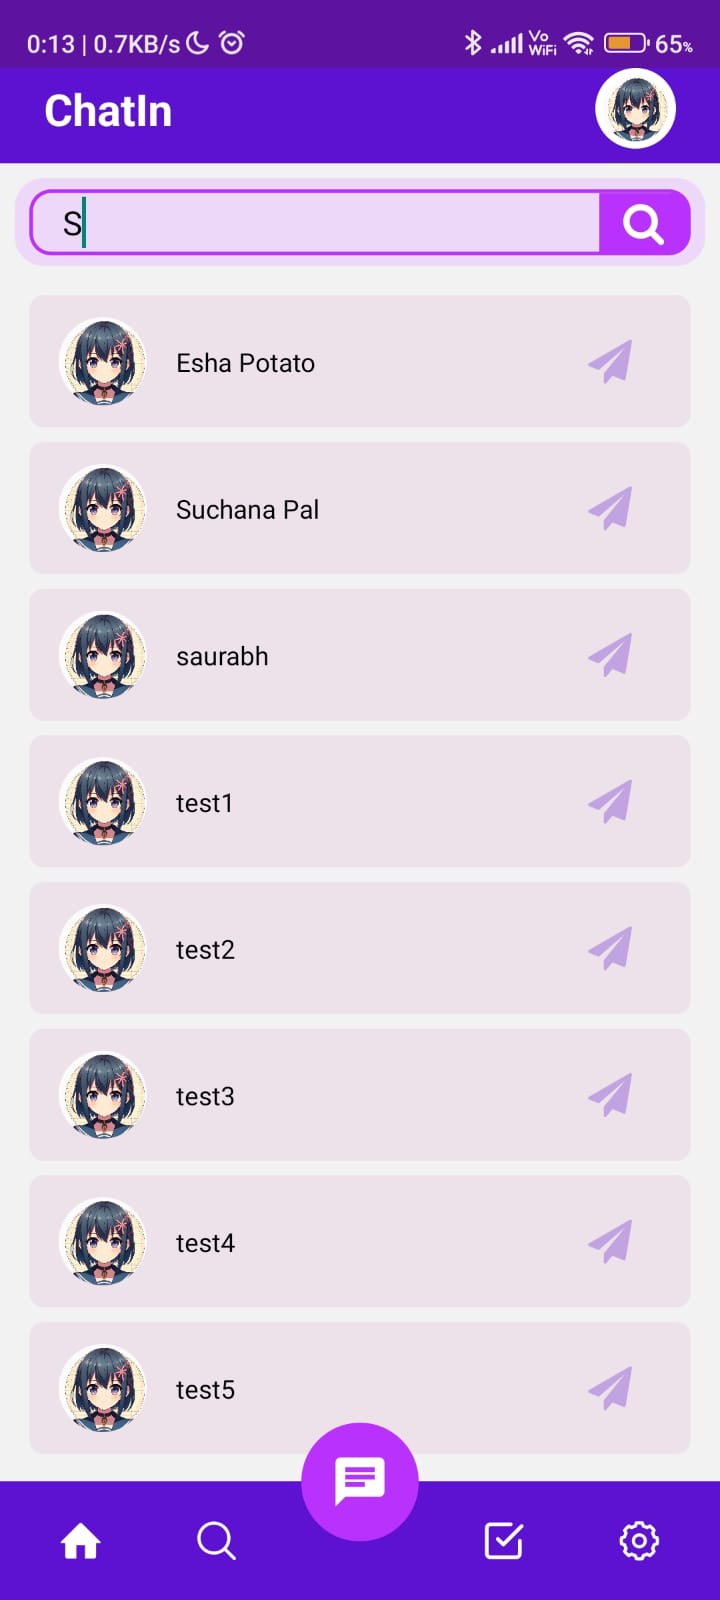 0:13 | 0.7KB/s Vo WiFi 65%
ChatIn
S
Esha Potato
Suchana Pal
saurabh
test1
test2
test3
test4
test5